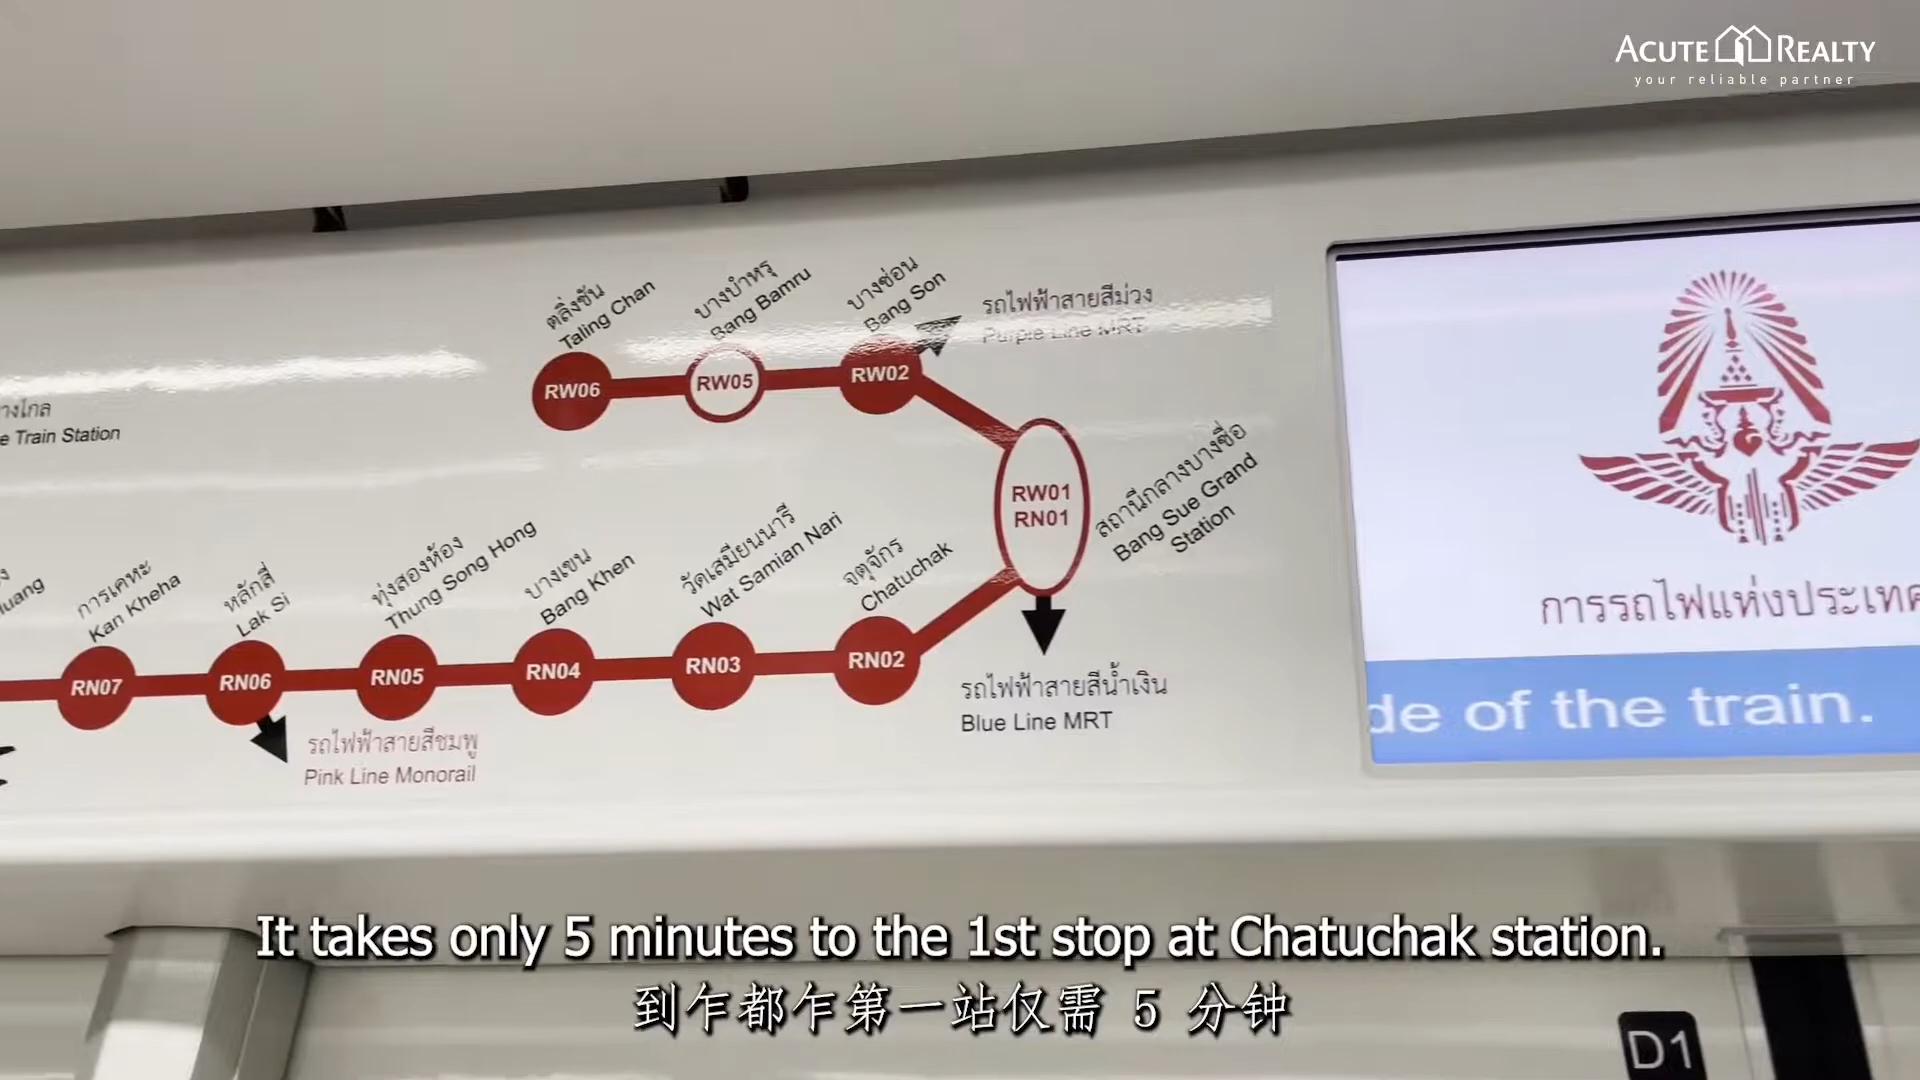 ACUTE REALTY
your reliable partner
ตลิ่งชัน
Taling Chan
บางบำหรุ
Bang Bamru
บางซ่อน
Bang Son
รถไฟฟ้าสายสีม่วง
Purple Line MRT
RW06
RW05
RW02
Train Station
RW01
RN01
สถานีกลางบางซื่อ
Bang Sue Grand
Station
การเคหะ
Kan Kheha
หลักสี่
Lak Si
ทุ่งสองห้อง
Thung Song Hong
บางเขน
Bang Khen
วัดเสมียนนารี
Wat Samian Nari
จตุจักร
Chatuchak
RN07
RN06
RN05
RN04
RN03
RN02
รถไฟฟ้าสายสีชมพู
Pink Line Monorail
รถไฟฟ้าสายสีน้ำเงิน
Blue Line MRT
การรถไฟแห่งประเทศ
de of the train.
It takes only 5 minutes to the 1st stop at Chatuchak station.
到乍都乍第一站仅需 5 分钟
D1